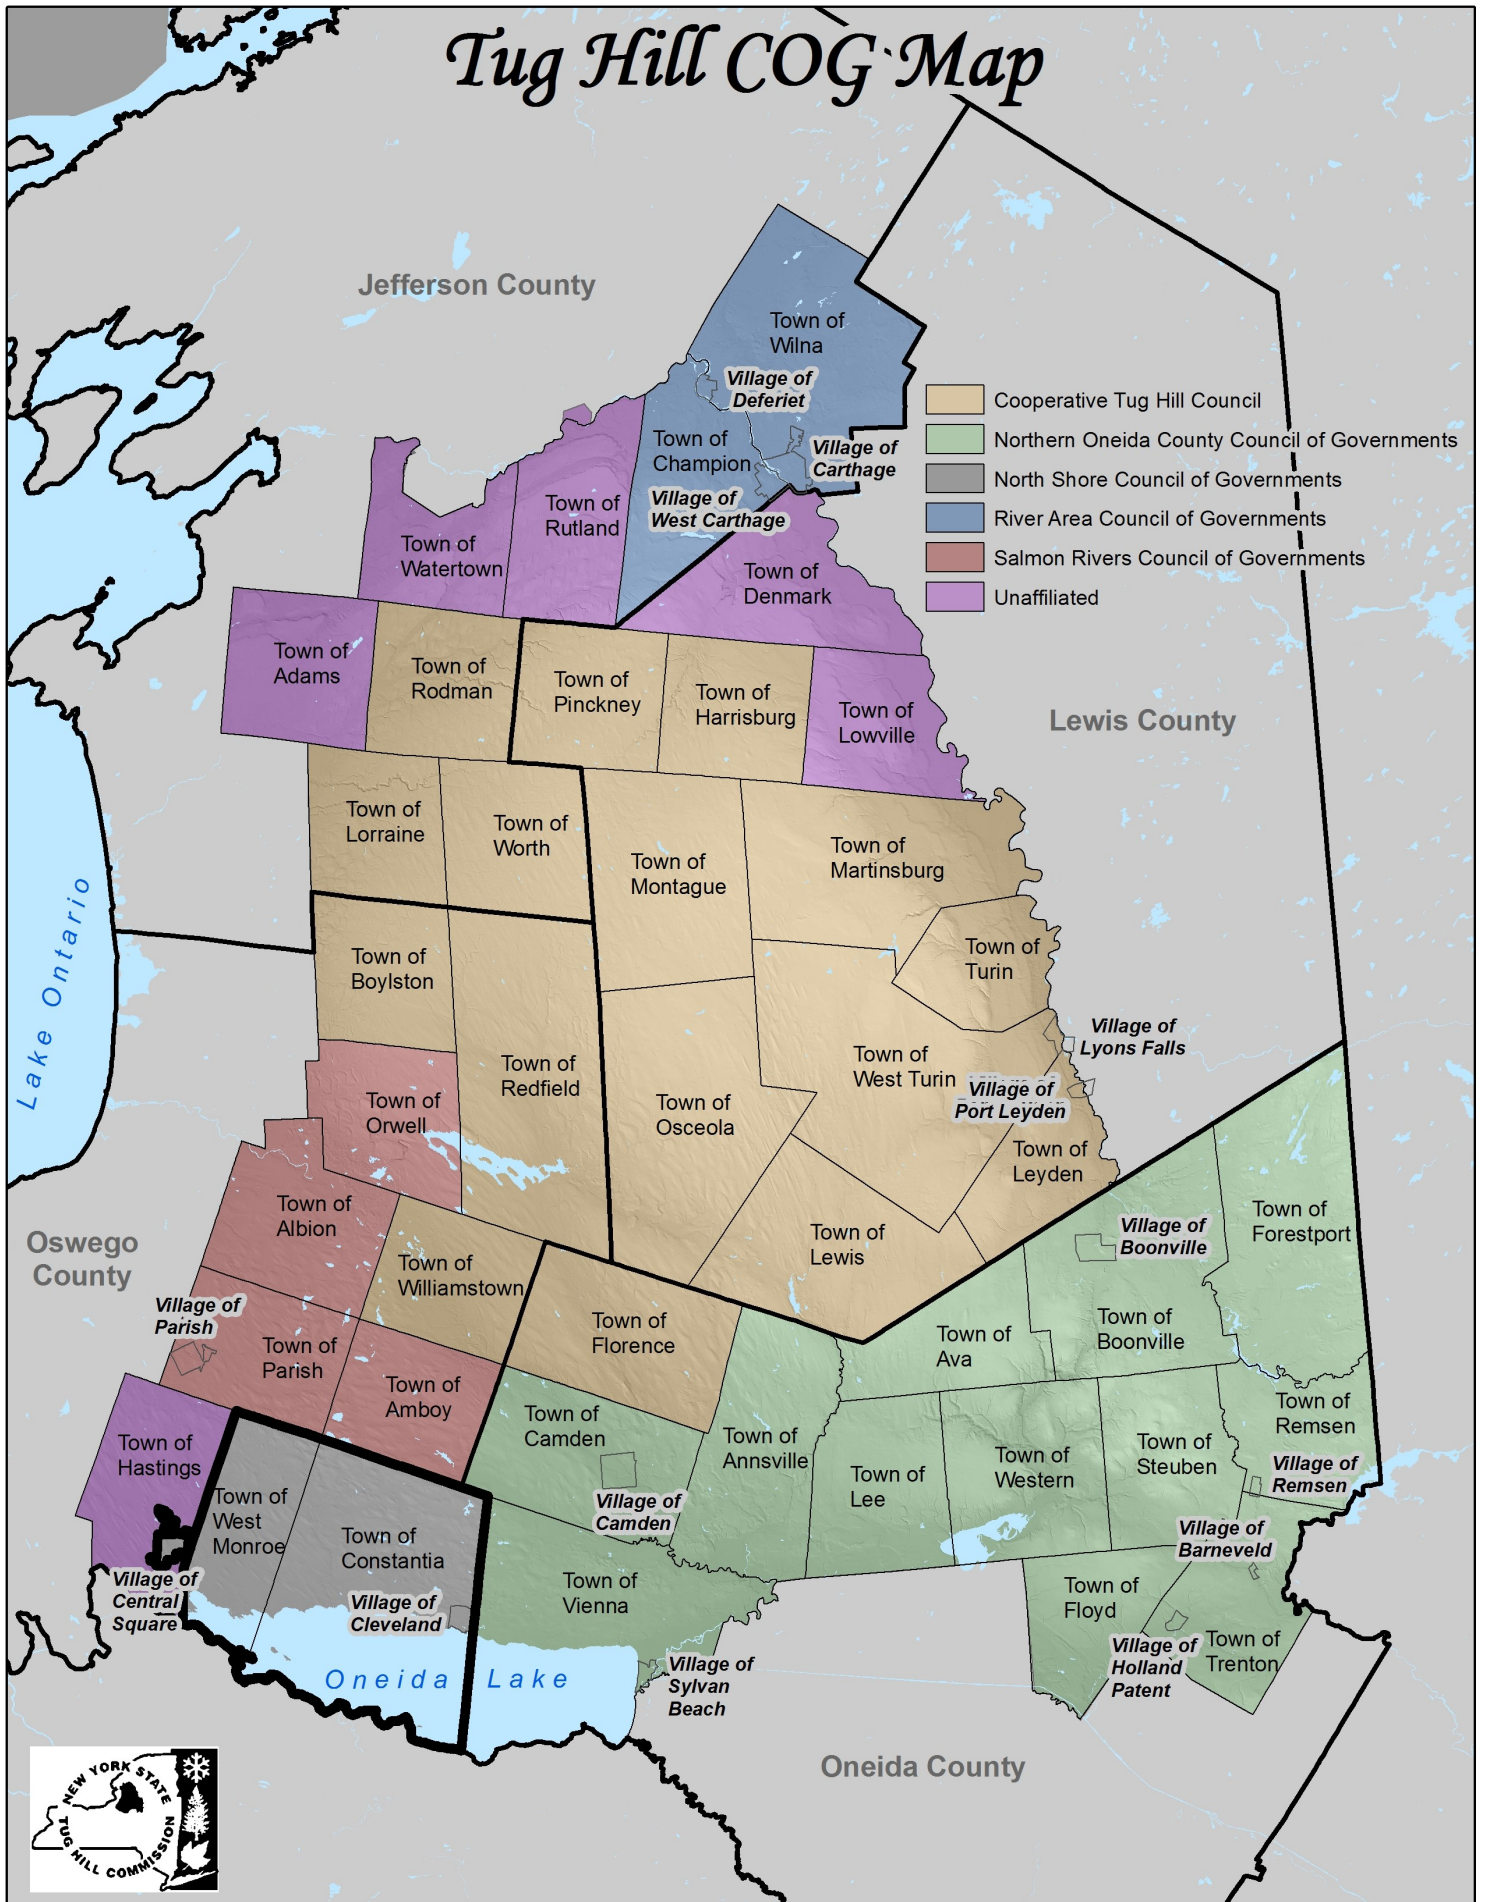 Tug Hill COG Map
Jefferson County
Town of
Wilna
Village of
Deferiet
Cooperative Tug Hill Council
Northern Oneida County Council of Governments
North Shore Council of Governments
River Area Council of Governments
Salmon Rivers Council of Governments
Unaffiliated
Town of
Champion
Village of
Carthage
Village of
West Carthage
Town of
Rutland
Town of
Watertown
Town of
Denmark
Town of
Adams
Town of
Rodman
Town of
Pinckney
Town of
Harrisburg
Town of
Lowville
Lewis County
Town of
Lorraine
Town of
Worth
Town of
Montague
Town of
Martinsburg
Lake Ontario
Town of
Boylston
Town of
Turin
Town of
Redfield
Village of
Lyons Falls
Town of
West Turin
Village of
Port Leyden
Town of
Orwell
Town of
Osceola
Town of
Leyden
Town of
Albion
Oswego
County
Town of
Lewis
Village of
Boonville
Town of
Forestport
Town of
Williamstown
Village of
Parish
Town of
Florence
Town of
Parish
Town of
Ava
Town of
Boonville
Town of
Amboy
Town of
Camden
Town of
Annsville
Town of
Remsen
Town of
Hastings
Town of
Lee
Town of
Western
Town of
Steuben
Village of
Remsen
Town of
West
Monroe
Village of
Camden
Town of
Constantia
Village of
Barneveld
Village of
Central
Square
Village of
Cleveland
Town of
Vienna
Town of
Floyd
Village of
Holland
Patent
Town of
Trenton
Oneida Lake
Village of
Sylvan
Beach
Oneida County
NEW YORK STATE
TUG HILL COMMISSION